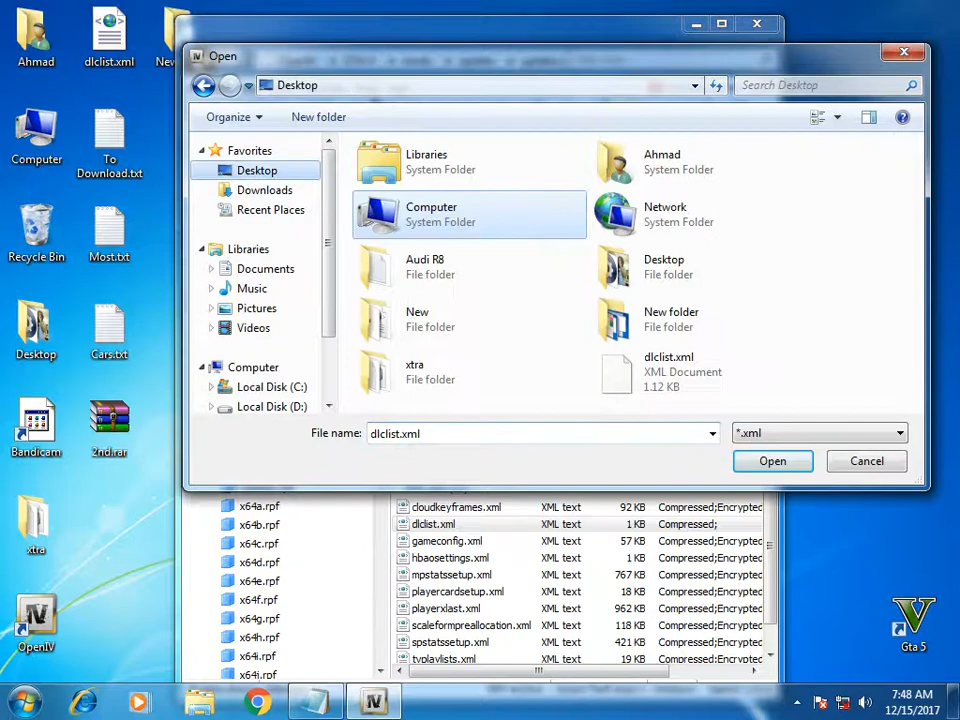 Ahmad
dlclist.xml
New
Computer
To Download.txt
Recycle Bin
Most.txt
Desktop
Cars.txt
Bandicam
2nd.rar
xtra
OpenIV
Gta 5
Open
Desktop
Search Desktop
Organize
New folder
Favorites
Desktop
Downloads
Recent Places
Libraries
Documents
Music
Pictures
Videos
Computer
Local Disk (C:)
Local Disk (D:)
Libraries
System Folder
Ahmad
System Folder
Computer
System Folder
Network
System Folder
Audi R8
File folder
Desktop
File folder
New
File folder
New folder
File folder
xtra
File folder
dlclist.xml
XML Document
1.12 KB
File name: dlclist.xml
*.xml
Open
Cancel
x64a.rpf
x64b.rpf
x64c.rpf
x64d.rpf
x64e.rpf
x64f.rpf
x64g.rpf
x64h.rpf
x64i.rpf
x64j.rpf
cloudkeyframes.xml XML text 92 KB Compressed;Encrypted
dlclist.xml XML text 1 KB Compressed;
gameconfig.xml XML text 57 KB Compressed;Encrypted
hbaosettings.xml XML text 1 KB Compressed;Encrypted
mpstatssetup.xml XML text 767 KB Compressed;Encrypted
playercardsetup.xml XML text 18 KB Compressed;Encrypted
playerxlast.xml XML text 962 KB Compressed;Encrypted
scaleformpreallocation.xml XML text 118 KB Compressed;Encrypted
spstatssetup.xml XML text 421 KB Compressed;Encrypted
tvplaylists.xml XML text 19 KB Compressed;Encrypted
7:48 AM
12/15/2017